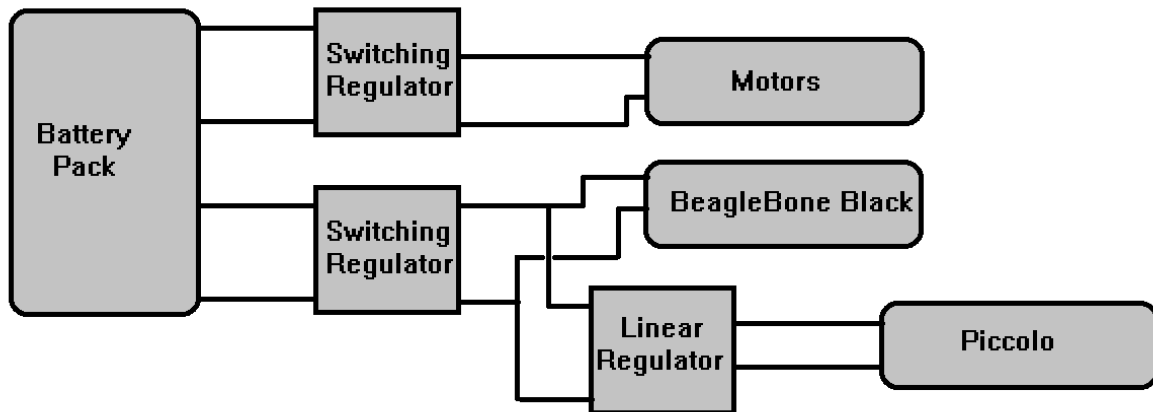 Battery
Pack
Switching
Regulator
Motors
Switching
Regulator
BeagleBone Black
Linear
Regulator
Piccolo